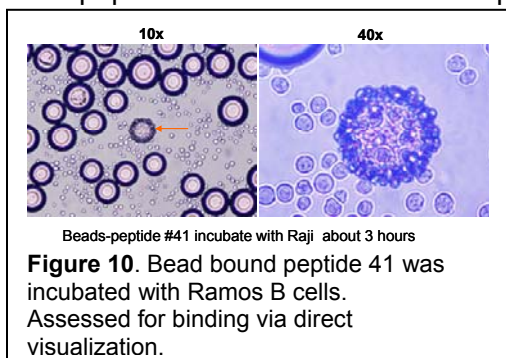 10x 40x
Beads-peptide #41 incubate with Raji about 3 hours
Figure 10. Bead bound peptide 41 was
incubated with Ramos B cells.
Assessed for binding via direct
visualization.